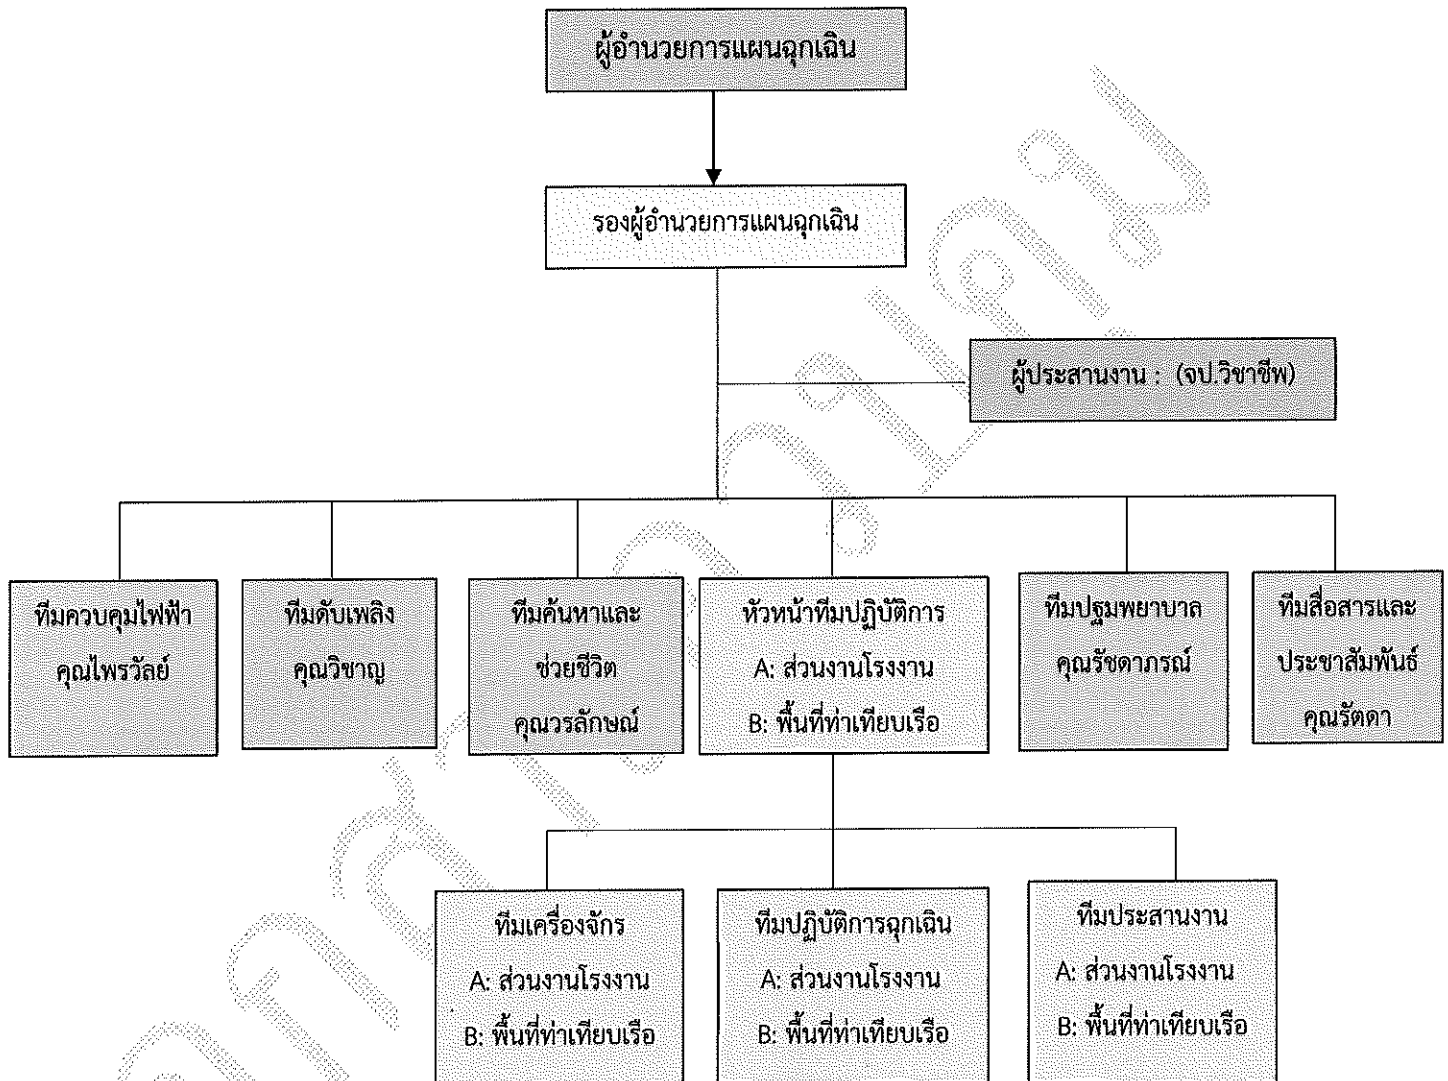 ผู้อำนวยการแผนฉุกเฉิน
รองผู้อำนวยการแผนฉุกเฉิน
ผู้ประสานงาน : (จป.วิชาชีพ)
ทีมควบคุมไฟฟ้า
คุณไพรวัลย์
ทีมดับเพลิง
คุณวิชาญ
ทีมค้นหาและ
ช่วยชีวิต
คุณวรลักษณ์
หัวหน้าทีมปฏิบัติการ
A: ส่วนงานโรงงาน
B: พื้นที่ท่าเทียบเรือ
ทีมปฐมพยาบาล
คุณรัชดาภรณ์
ทีมสื่อสารและ
ประชาสัมพันธ์
คุณรัตดา
ทีมเครื่องจักร
A: ส่วนงานโรงงาน
B: พื้นที่ท่าเทียบเรือ
ทีมปฏิบัติการฉุกเฉิน
A: ส่วนงานโรงงาน
B: พื้นที่ท่าเทียบเรือ
ทีมประสานงาน
A: ส่วนงานโรงงาน
B: พื้นที่ท่าเทียบเรือ